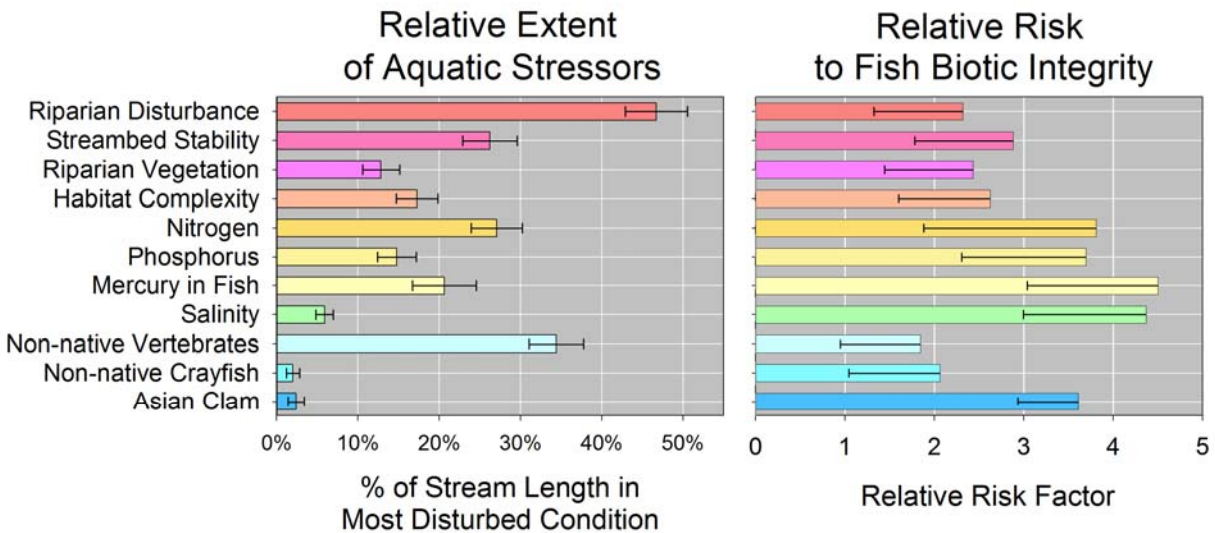 Relative Extent
of Aquatic Stressors
Relative Risk
to Fish Biotic Integrity
Riparian Disturbance
Streambed Stability
Riparian Vegetation
Habitat Complexity
Nitrogen
Phosphorus
Mercury in Fish
Salinity
Non-native Vertebrates
Non-native Crayfish
Asian Clam
0% 10% 20% 30% 40% 50%
0 1 2 3 4 5
% of Stream Length in
Most Disturbed Condition
Relative Risk Factor